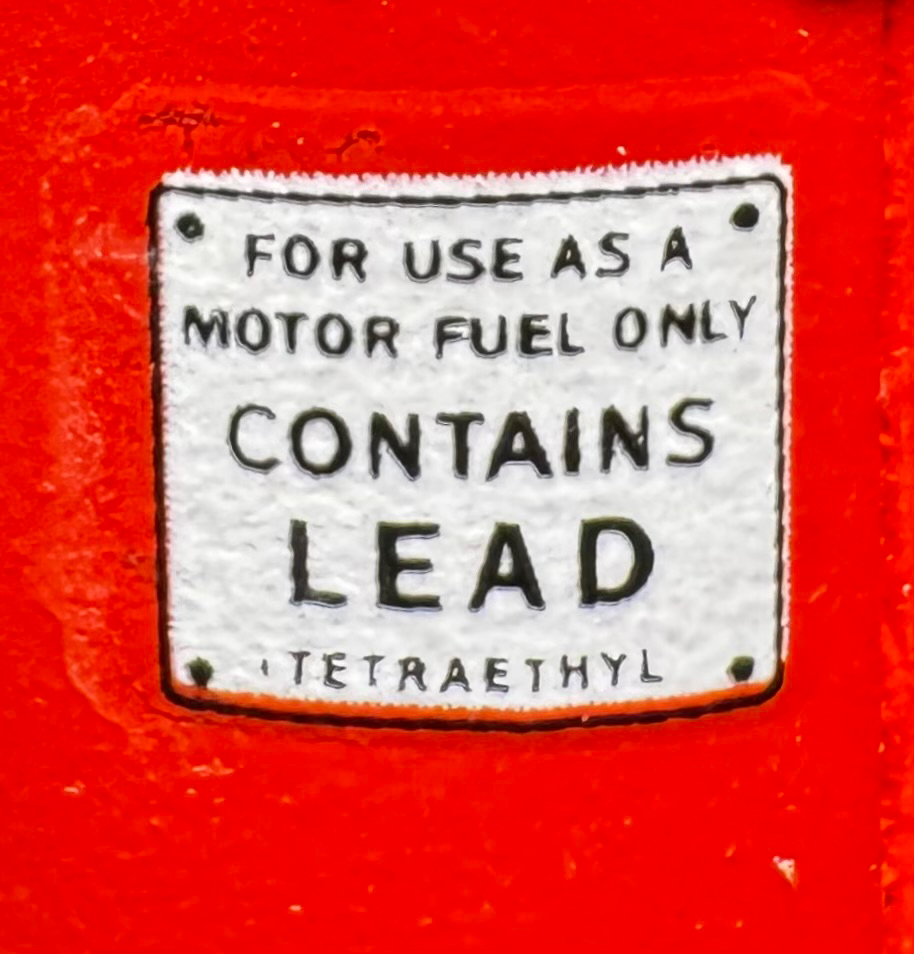 FOR USE AS A
MOTOR FUEL ONLY
CONTAINS
LEAD
TETRAETHYL